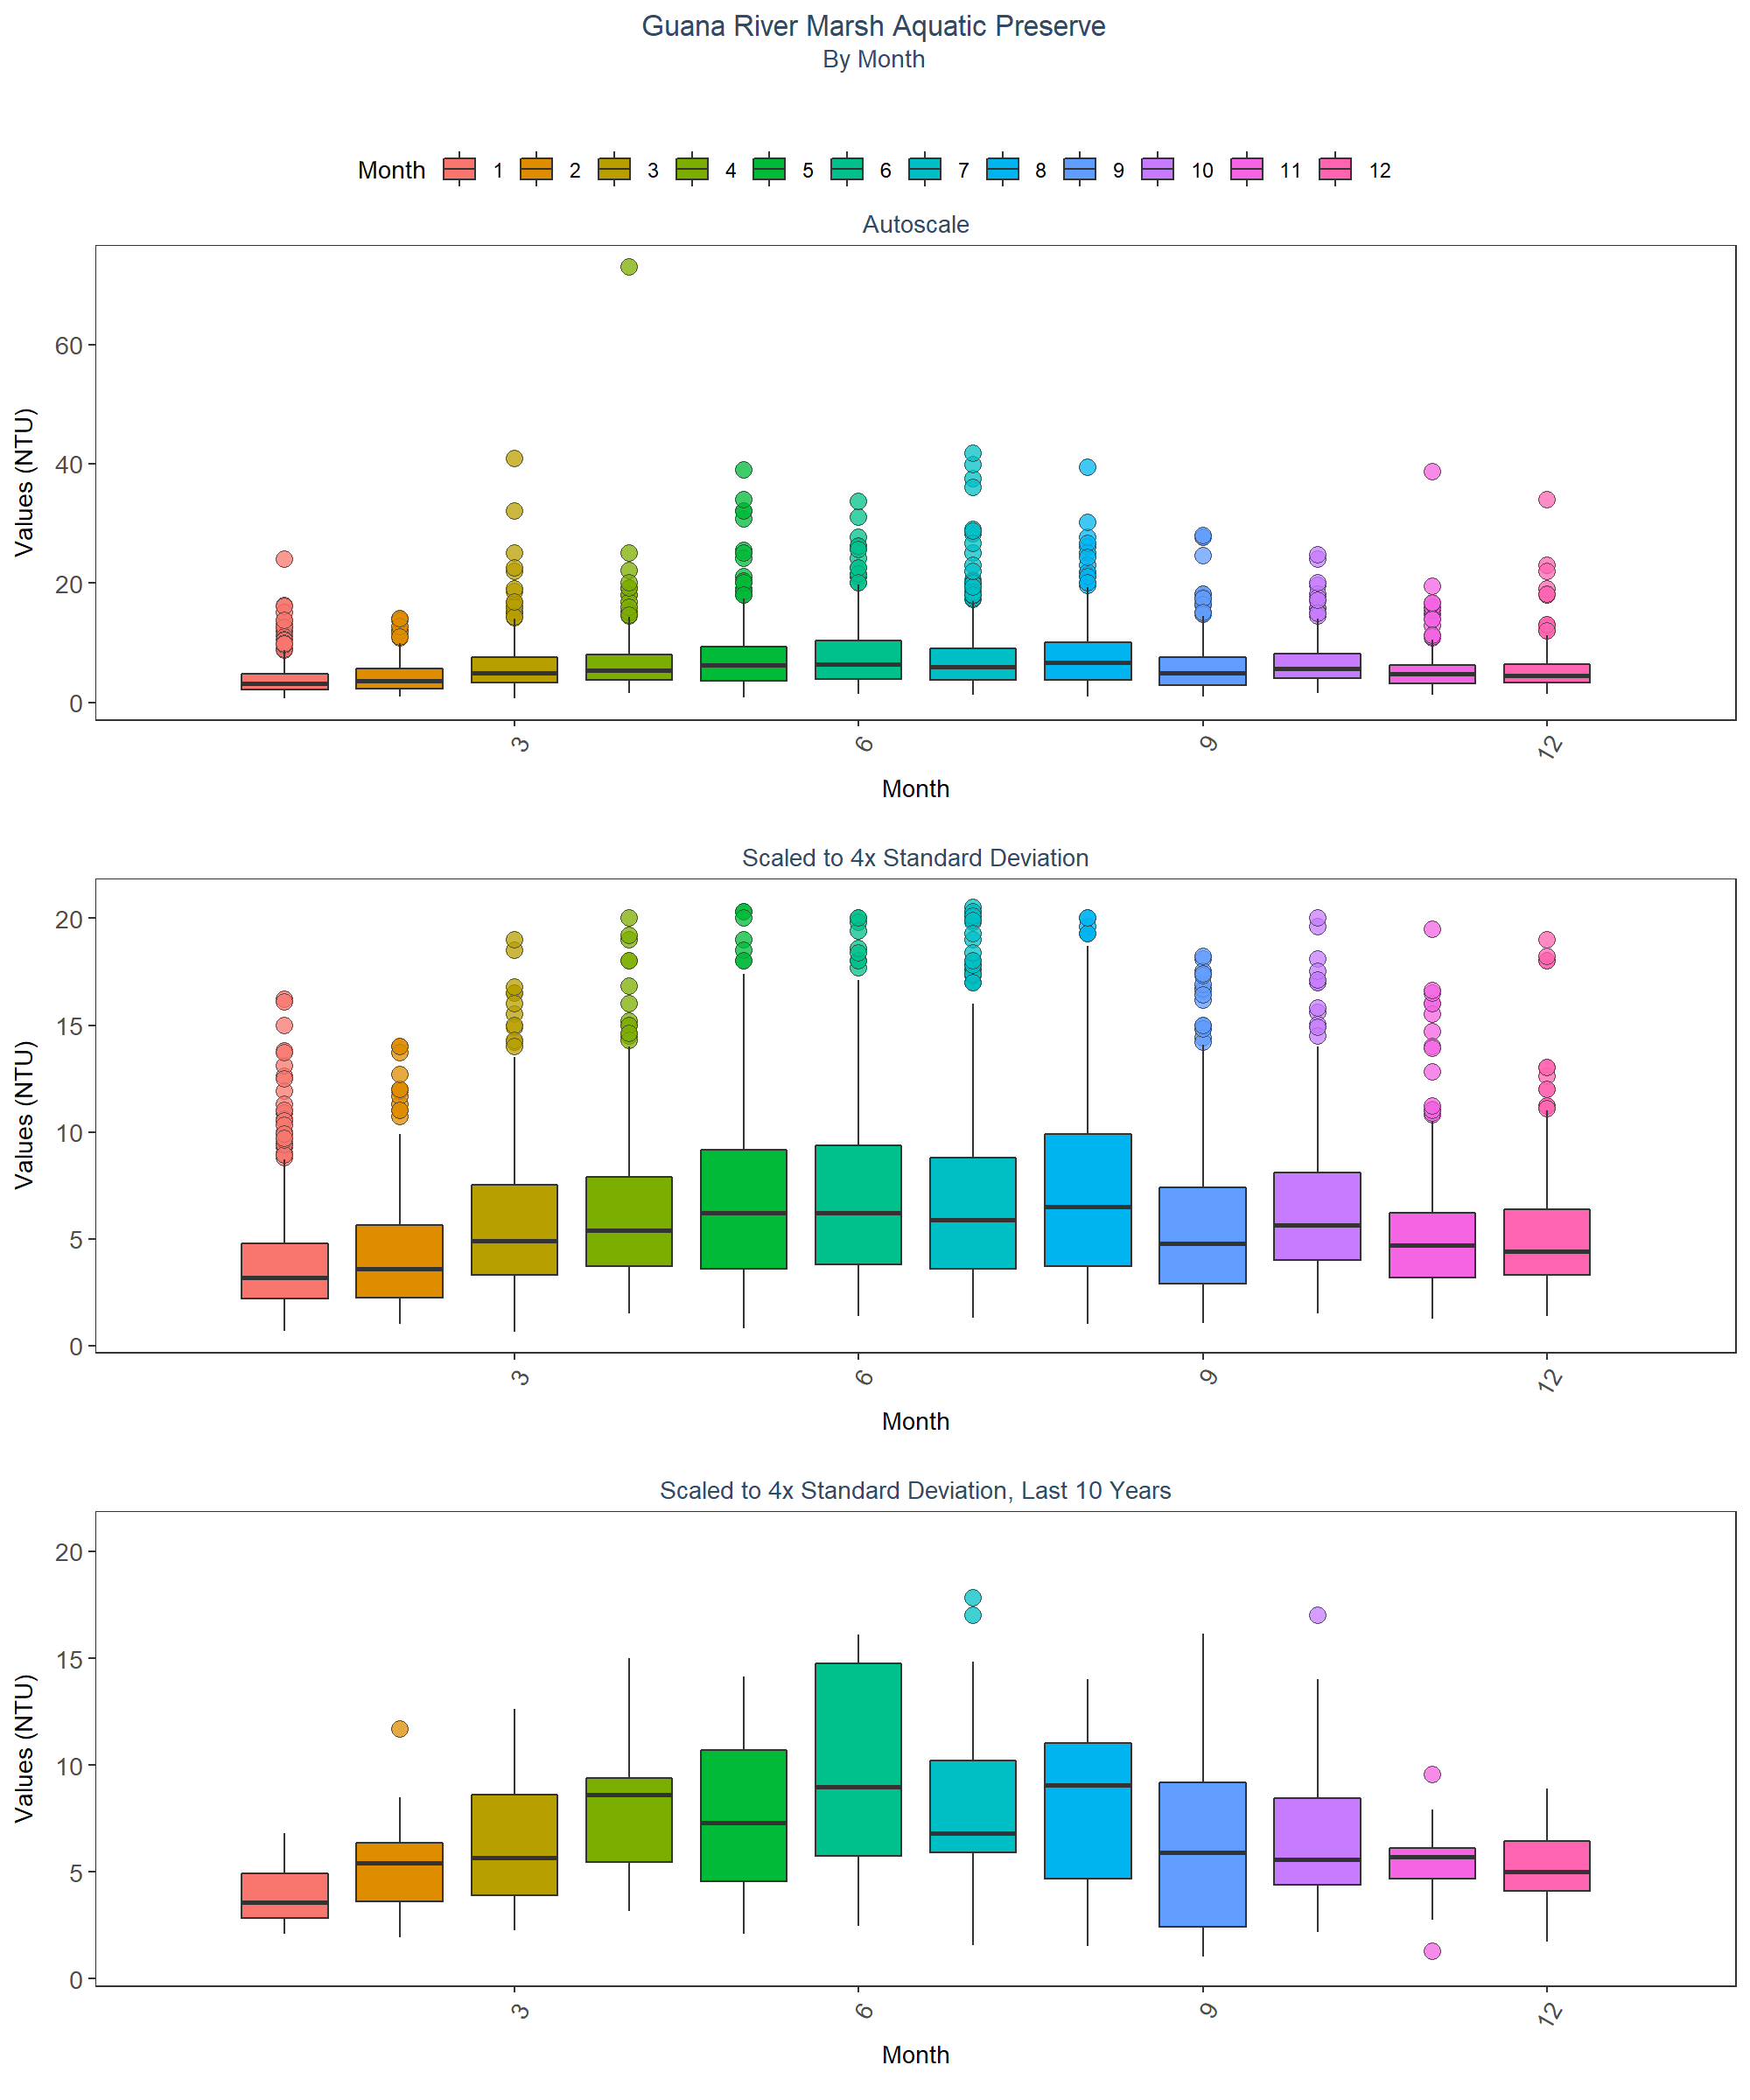 Guana River Marsh Aquatic Preserve
By Month
Month 1 2 3 4 5 6 7 8 9 10 11 12
Autoscale
Values (NTU)
60
40
20
0
3 6 9 12
Month
Scaled to 4x Standard Deviation
Values (NTU)
20
15
10
5
0
3 6 9 12
Month
Scaled to 4x Standard Deviation, Last 10 Years
Values (NTU)
20
15
10
5
0
3 6 9 12
Month